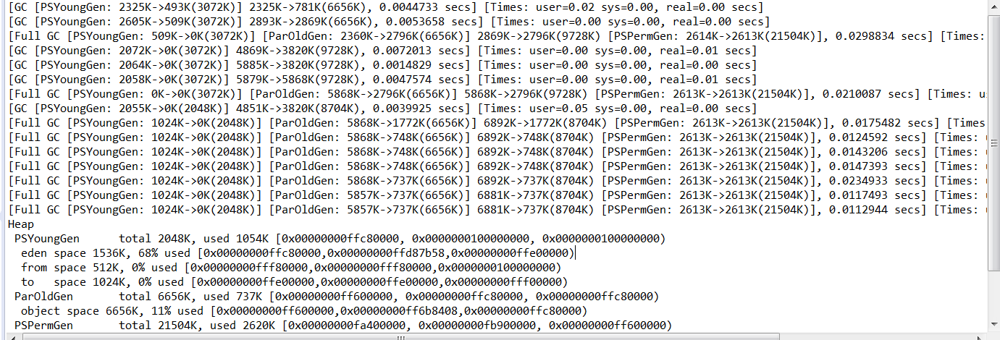 [GC [PSYoungGen: 2325K->493K(3072K)] 2325K->781K(6656K), 0.0044733 secs] [Times: user=0.02 sys=0.00, real=0.00 secs]
[GC [PSYoungGen: 2605K->509K(3072K)] 2893K->2869K(6656K), 0.0053658 secs] [Times: user=0.00 sys=0.00, real=0.00 secs]
[Full GC [PSYoungGen: 509K->0K(3072K)] [ParOldGen: 2360K->2796K(6656K)] 2869K->2796K(9728K) [PSPermGen: 2614K->2613K(21504K)], 0.0298834 secs] [Times:
[GC [PSYoungGen: 2072K->0K(3072K)] 4869K->3820K(9728K), 0.0072013 secs] [Times: user=0.00 sys=0.00, real=0.01 secs]
[GC [PSYoungGen: 2064K->0K(3072K)] 5885K->3820K(9728K), 0.0014829 secs] [Times: user=0.00 sys=0.00, real=0.00 secs]
[GC [PSYoungGen: 2058K->0K(3072K)] 5879K->5868K(9728K), 0.0047574 secs] [Times: user=0.00 sys=0.00, real=0.01 secs]
[Full GC [PSYoungGen: 0K->0K(3072K)] [ParOldGen: 5868K->2796K(6656K)] 5868K->2796K(9728K) [PSPermGen: 2613K->2613K(21504K)], 0.0210087 secs] [Times: u
[GC [PSYoungGen: 2055K->0K(2048K)] 4851K->3820K(8704K), 0.0039925 secs] [Times: user=0.05 sys=0.00, real=0.00 secs]
[Full GC [PSYoungGen: 1024K->0K(2048K)] [ParOldGen: 5868K->1772K(6656K)] 6892K->1772K(8704K) [PSPermGen: 2613K->2613K(21504K)], 0.0175482 secs] [Times
[Full GC [PSYoungGen: 1024K->0K(2048K)] [ParOldGen: 5868K->748K(6656K)] 6892K->748K(8704K) [PSPermGen: 2613K->2613K(21504K)], 0.0124592 secs] [Times:
[Full GC [PSYoungGen: 1024K->0K(2048K)] [ParOldGen: 5868K->748K(6656K)] 6892K->748K(8704K) [PSPermGen: 2613K->2613K(21504K)], 0.0143206 secs] [Times:
[Full GC [PSYoungGen: 1024K->0K(2048K)] [ParOldGen: 5868K->748K(6656K)] 6892K->748K(8704K) [PSPermGen: 2613K->2613K(21504K)], 0.0147393 secs] [Times:
[Full GC [PSYoungGen: 1024K->0K(2048K)] [ParOldGen: 5868K->737K(6656K)] 6892K->737K(8704K) [PSPermGen: 2613K->2613K(21504K)], 0.0234933 secs] [Times:
[Full GC [PSYoungGen: 1024K->0K(2048K)] [ParOldGen: 5857K->737K(6656K)] 6881K->737K(8704K) [PSPermGen: 2613K->2613K(21504K)], 0.0117493 secs] [Times:
[Full GC [PSYoungGen: 1024K->0K(2048K)] [ParOldGen: 5857K->737K(6656K)] 6881K->737K(8704K) [PSPermGen: 2613K->2613K(21504K)], 0.0112944 secs] [Times:
Heap
PSYoungGen total 2048K, used 1054K [0x00000000ffc80000, 0x0000000100000000, 0x0000000100000000)
eden space 1536K, 68% used [0x00000000ffc80000,0x00000000ffd87b58,0x00000000ffe00000)
from space 512K, 0% used [0x00000000fff80000,0x00000000fff80000,0x0000000100000000)
to space 1024K, 0% used [0x00000000ffe00000,0x00000000ffe00000,0x00000000fff00000)
ParOldGen total 6656K, used 737K [0x00000000ff600000, 0x00000000ffc80000, 0x00000000ffc80000)
object space 6656K, 11% used [0x00000000ff600000,0x00000000ff6b8408,0x00000000ffc80000)
PSPermGen total 21504K, used 2620K [0x00000000fa400000, 0x00000000fb900000, 0x00000000ff600000)